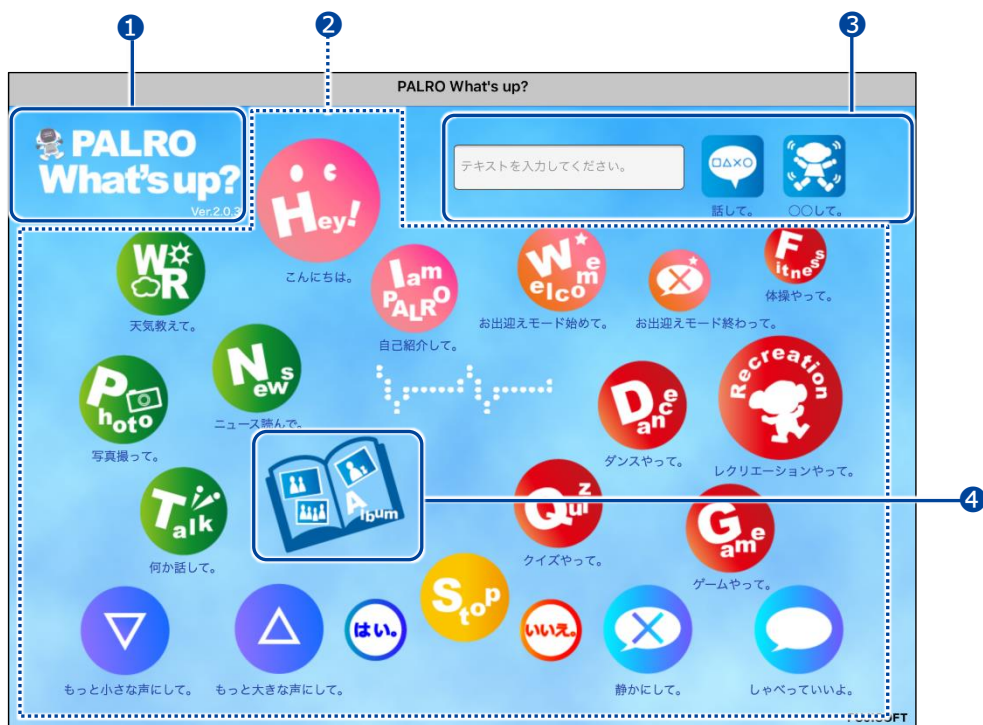 1
2
3
PALRO What's up?
PALRO
What's up?
Ver.2.0.3
テキストを入力してください。
話して。
○○して。
Hey!
こんにちは。
WR
天気教えて。
I am PALRO
自己紹介して。
Welcome
お出迎えモード始めて。
お出迎えモード終わって。
Fitness
体操やって。
Photo
写真撮って。
News
ニュース読んで。
Dance
ダンスやって。
Recreation
レクリエーションやって。
Talk
何か話して。
Album
4
Quiz
クイズやって。
Game
ゲームやって。
もっと小さな声にして。
もっと大きな声にして。
はい。
Stop
いいえ。
静かにして。
しゃべっていいよ。
FUJISOFT